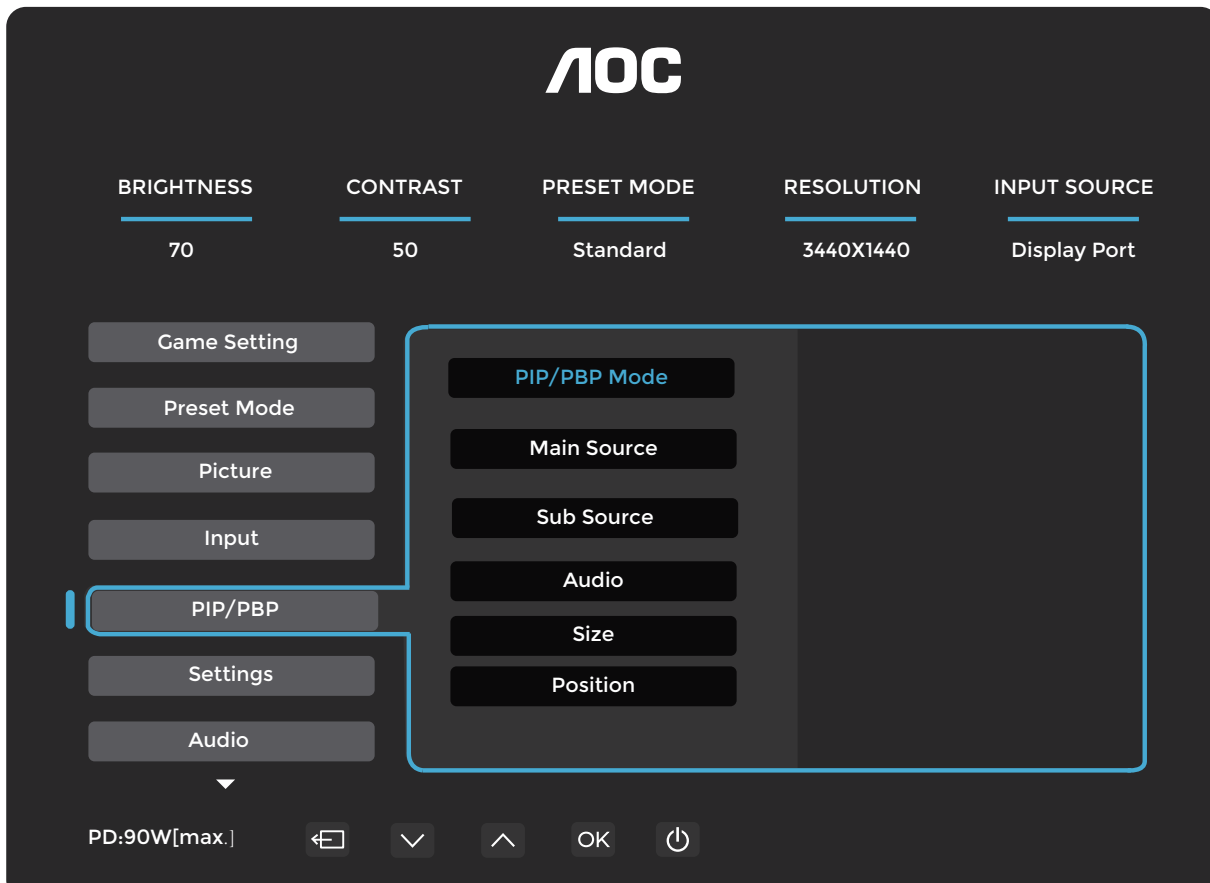 AOC
BRIGHTNESS CONTRAST PRESET MODE RESOLUTION INPUT SOURCE
70 50 Standard 3440X1440 Display Port
Game Setting
Preset Mode
Picture
Input
PIP/PBP
Settings
Audio
PIP/PBP Mode
Main Source
Sub Source
Audio
Size
Position
PD:90W[max.] OK